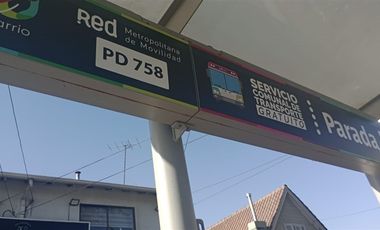 arrio
Red
Metropolitana
de Movilidad
PD 758
SERVICIO
COMUNAL DE
TRANSPORTE
GRATUITO
Parada